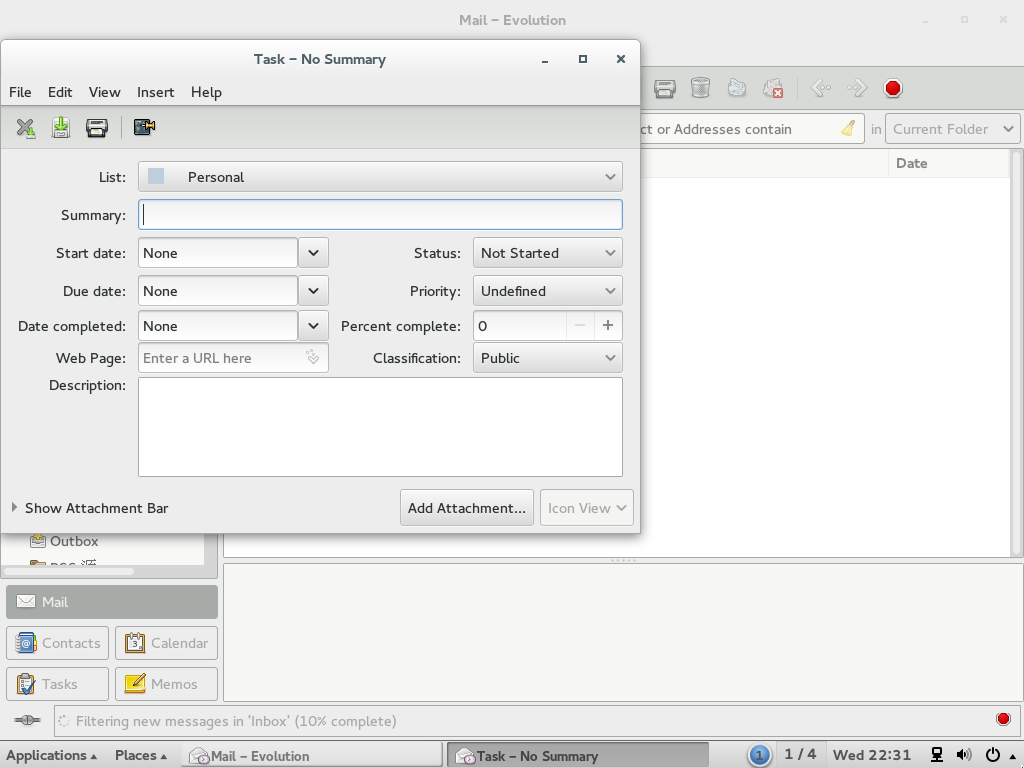 Mail – Evolution
Task – No Summary
File Edit View Insert Help
ct or Addresses contain in Current Folder
Date
List: Personal
Summary:
Start date: None Status: Not Started
Due date: None Priority: Undefined
Date completed: None Percent complete: 0
Web Page: Enter a URL here Classification: Public
Description:
Show Attachment Bar Add Attachment... Icon View
Outbox
Mail
Contacts Calendar
Tasks Memos
Filtering new messages in 'Inbox' (10% complete)
Applications Places Mail – Evolution Task – No Summary 1 1 / 4 Wed 22:31